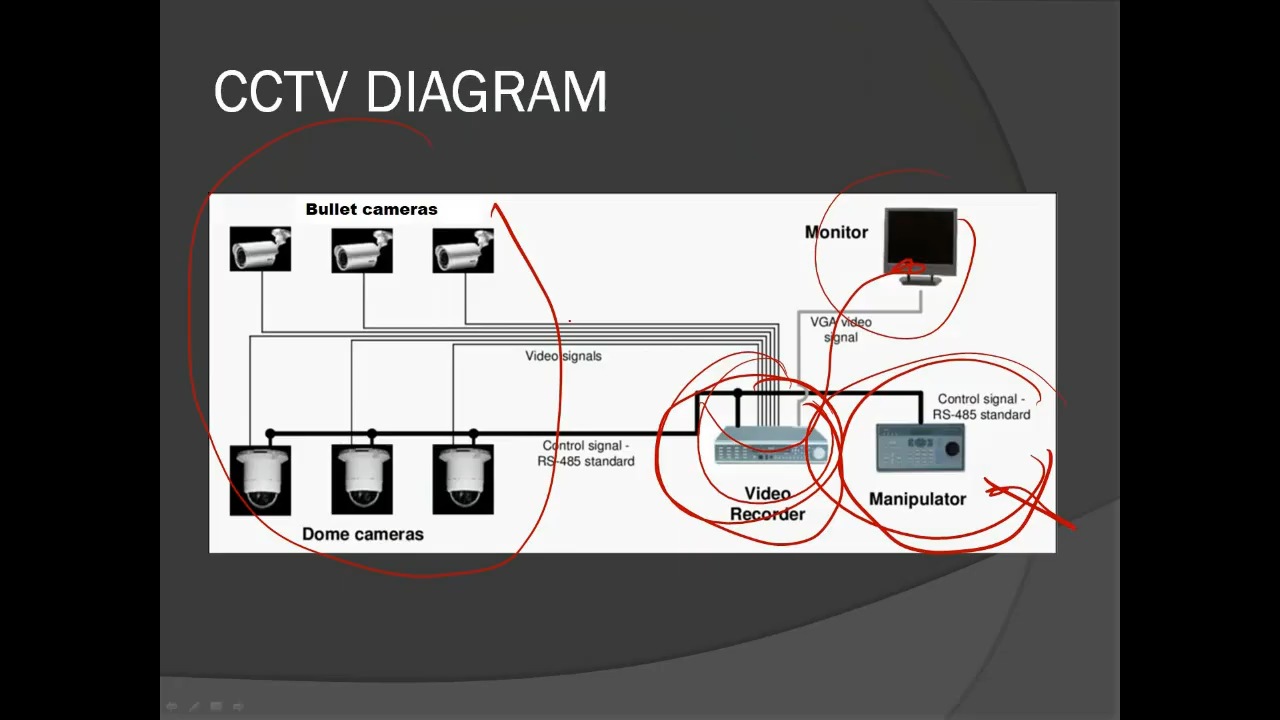 CCTV DIAGRAM
Bullet cameras
Monitor
VGA video
signal
Video signals
Control signal -
RS-485 standard
Control signal -
RS-485 standard
Video
Recorder
Manipulator
Dome cameras